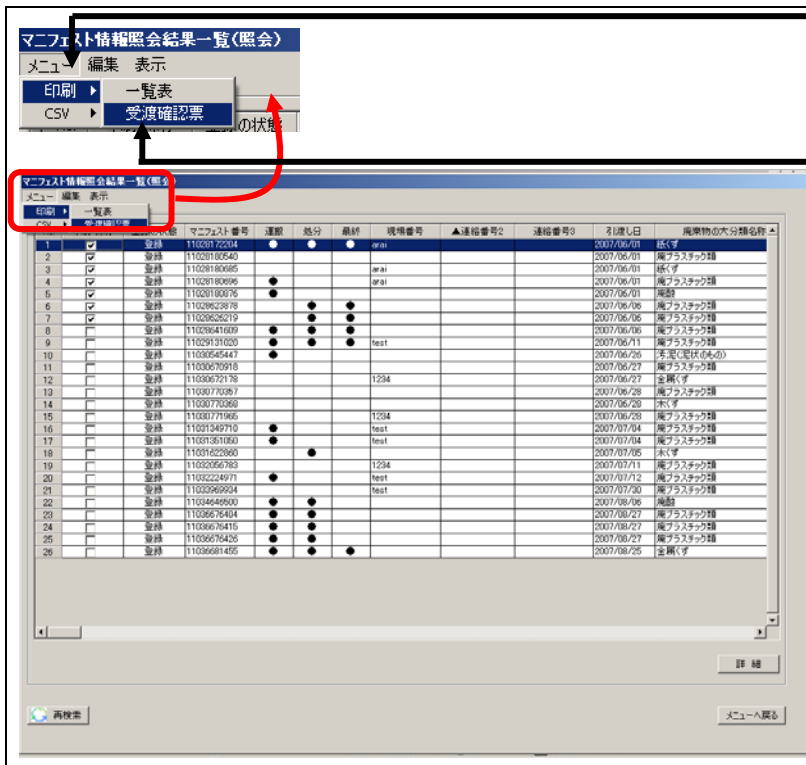 マニフェスト情報照会結果一覧(照会)
メニュー 編集 表示
印刷 一覧表
CSV 受渡確認票
の状態
マニフェスト情報照会結果一覧(照会)
メニュー 編集 表示
印刷 一覧表
CSV 受渡確認票
マニフェスト番号 運搬 処分 最終 現場番号 ▲連絡番号2 連絡番号3 引渡し日 廃棄物の大分類名称
1 登録 11028172204 ● ● ● arai 2007/06/01 紙くず
2 登録 11028180540 2007/06/01 廃プラスチック類
3 登録 11028180685 arai 2007/06/01 紙くず
4 登録 11028180696 ● arai 2007/06/01 廃プラスチック類
5 登録 11028180876 ● 2007/06/01 廃酸
6 登録 11028623878 ● ● 2007/06/06 廃プラスチック類
7 登録 11028626219 ● ● 2007/06/06 廃プラスチック類
8 登録 11028641609 ● ● ● 2007/06/06 廃プラスチック類
9 登録 11029131020 ● ● ● test 2007/06/11 廃プラスチック類
10 登録 11030545447 ● 2007/06/26 汚泥(泥状のもの)
11 登録 11030670918 2007/06/27 廃プラスチック類
12 登録 11030672178 1234 2007/06/27 金属くず
13 登録 11030770357 2007/06/28 廃プラスチック類
14 登録 11030770368 2007/06/28 木くず
15 登録 11030771965 1234 2007/06/28 廃プラスチック類
16 登録 11031349710 ● test 2007/07/04 廃プラスチック類
17 登録 11031351050 ● test 2007/07/04 廃プラスチック類
18 登録 11031622860 ● 2007/07/05 木くず
19 登録 11032056783 1234 2007/07/11 廃プラスチック類
20 登録 11032224971 ● test 2007/07/12 廃プラスチック類
21 登録 11033969934 test 2007/07/30 廃プラスチック類
22 登録 11034646500 ● ● 2007/08/06 廃酸
23 登録 11036676404 ● ● 2007/08/27 廃プラスチック類
24 登録 11036676415 ● ● 2007/08/27 廃プラスチック類
25 登録 11036676426 ● ● 2007/08/27 廃プラスチック類
26 登録 11036681455 ● ● ● 2007/08/25 金属くず
詳細
再検索 メニューへ戻る